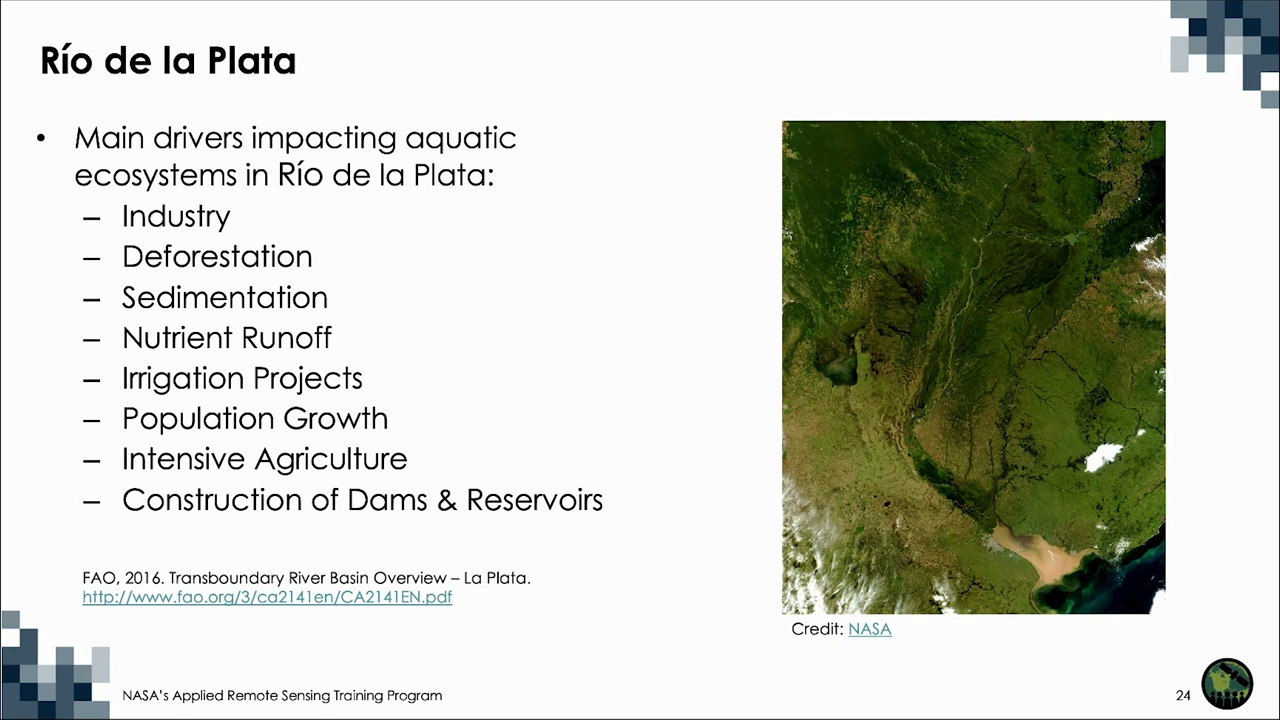 Río de la Plata
• Main drivers impacting aquatic
ecosystems in Río de la Plata:
– Industry
– Deforestation
– Sedimentation
– Nutrient Runoff
– Irrigation Projects
– Population Growth
– Intensive Agriculture
– Construction of Dams & Reservoirs
FAO, 2016. Transboundary River Basin Overview – La Plata.
http://www.fao.org/3/ca2141en/CA2141EN.pdf
Credit: NASA
NASA's Applied Remote Sensing Training Program
24